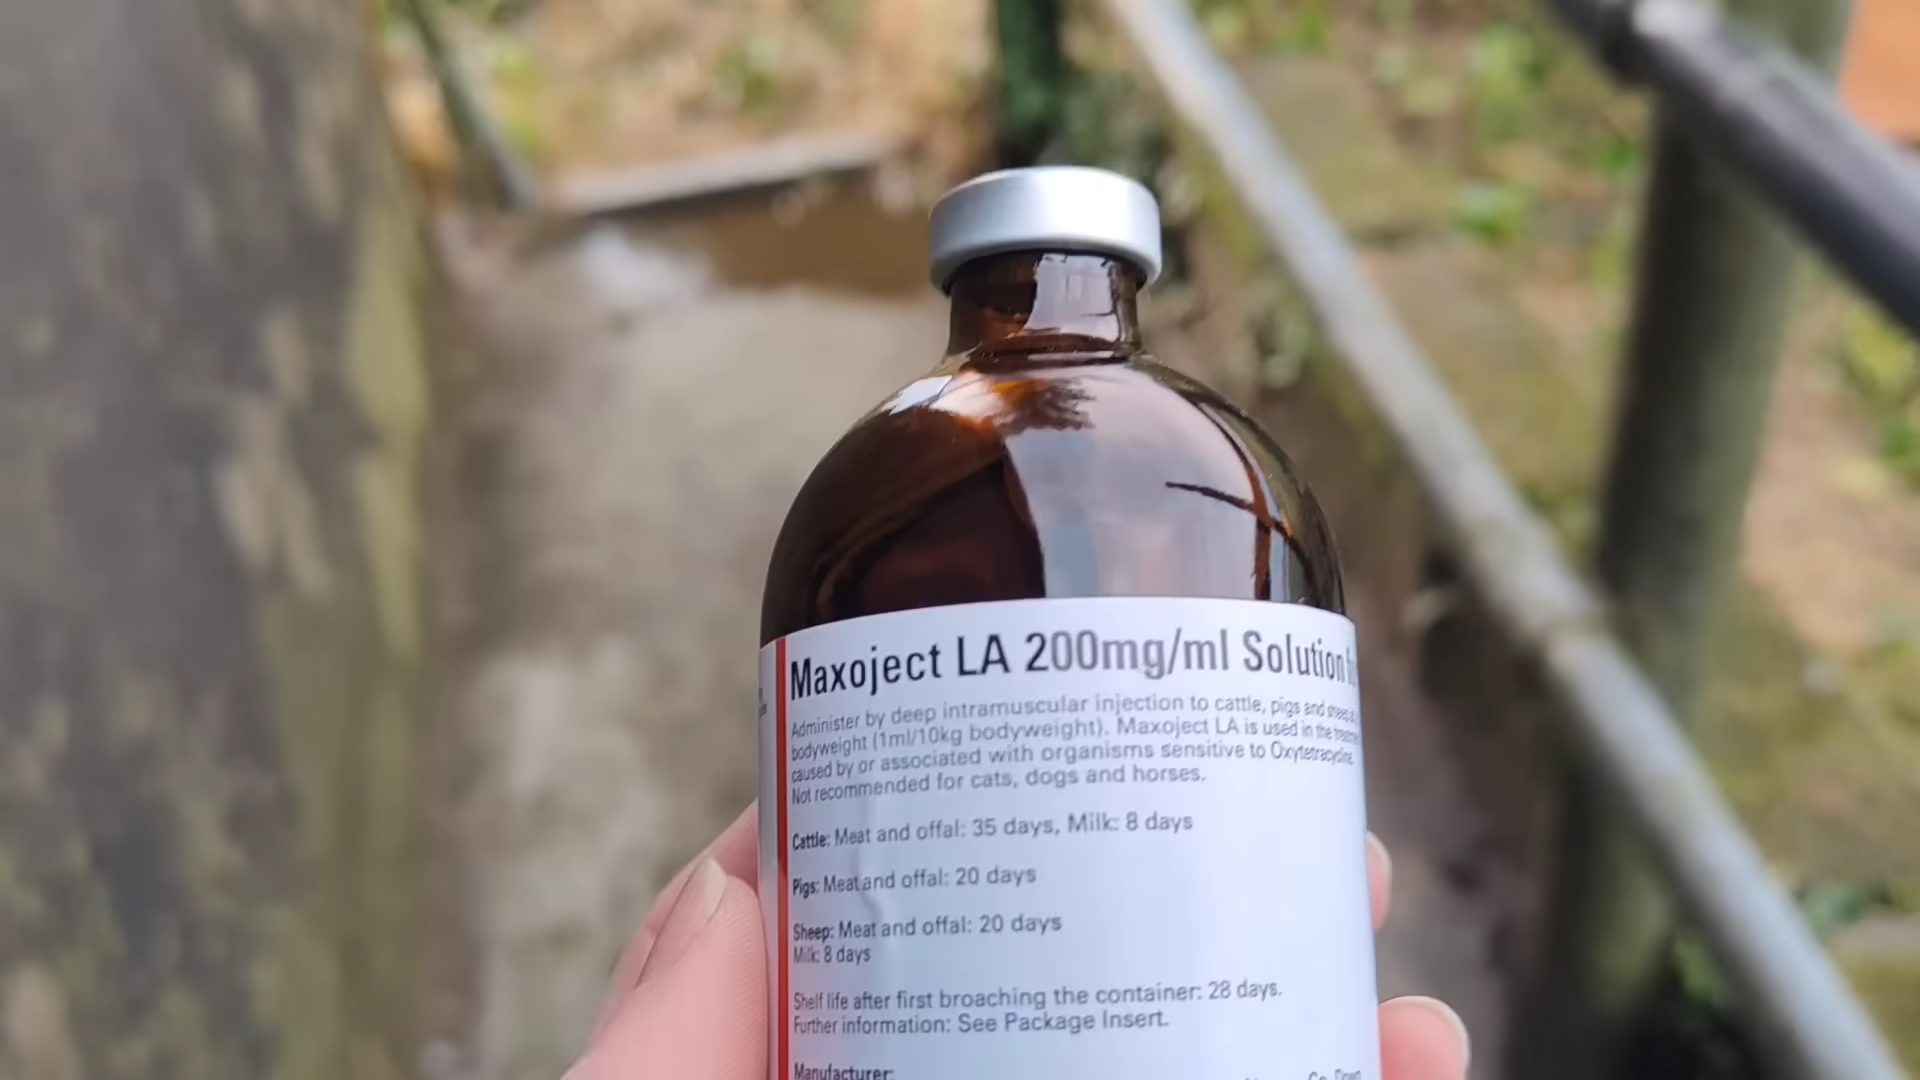 Maxoject LA 200mg/ml Solution
Administer by deep intramuscular injection to cattle, pigs and sheep
bodyweight (1ml/10kg bodyweight). Maxoject LA is used in the
caused by or associated with organisms sensitive to Oxytetracycline.
Not recommended for cats, dogs and horses.
Cattle: Meat and offal: 35 days, Milk: 8 days
Pigs: Meat and offal: 20 days
Sheep: Meat and offal: 20 days
Milk: 8 days
Shelf life after first broaching the container: 28 days.
Further information: See Package Insert.
Manufacturer:
Co. Down